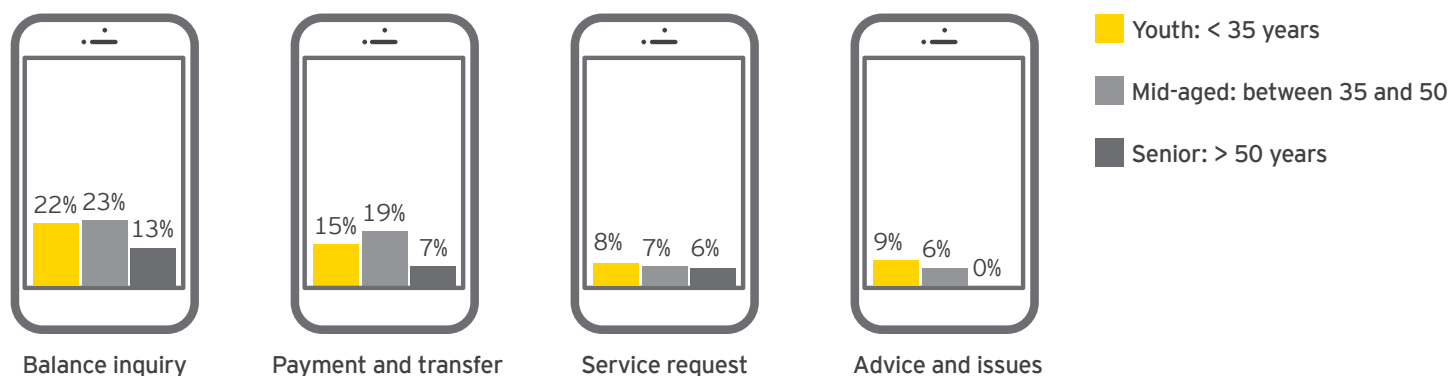 22% 23% 13%
Balance inquiry
15% 19% 7%
Payment and transfer
8% 7% 6%
Service request
9% 6% 0%
Advice and issues
Youth: < 35 years
Mid-aged: between 35 and 50
Senior: > 50 years